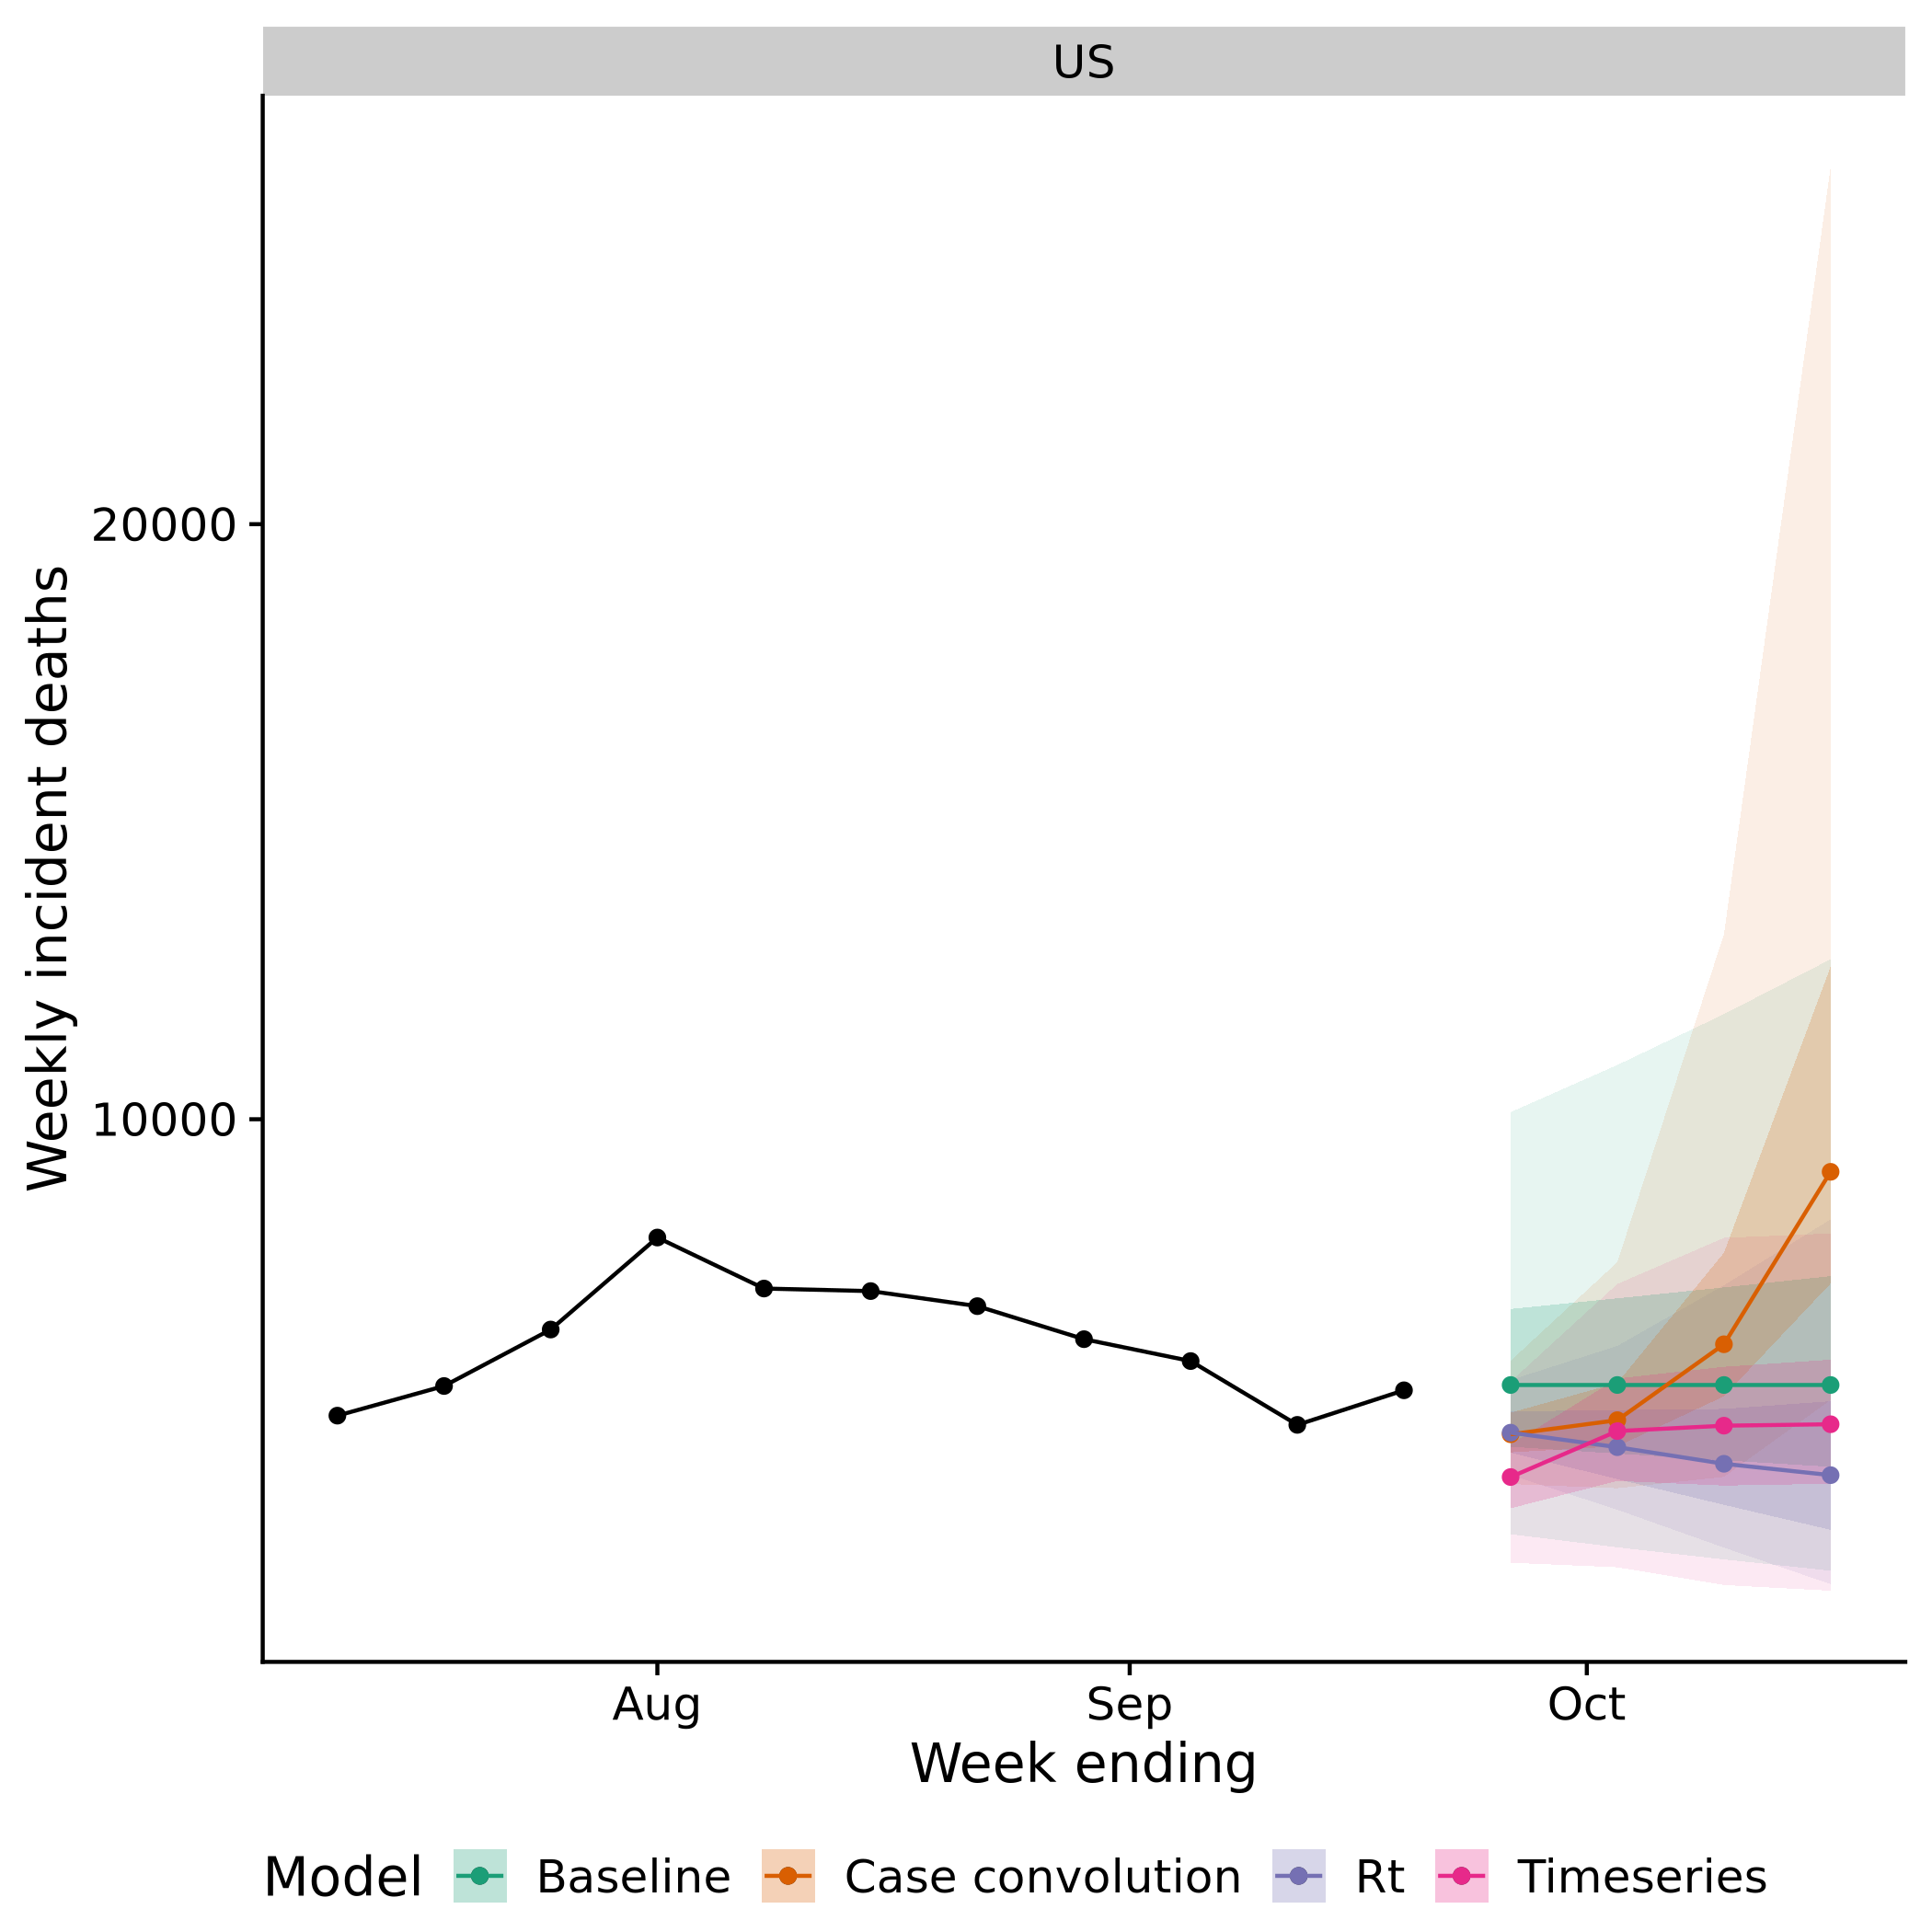 US
Weekly incident deaths
20000
10000
Aug Sep Oct
Week ending
Model Baseline Case convolution Rt Timeseries